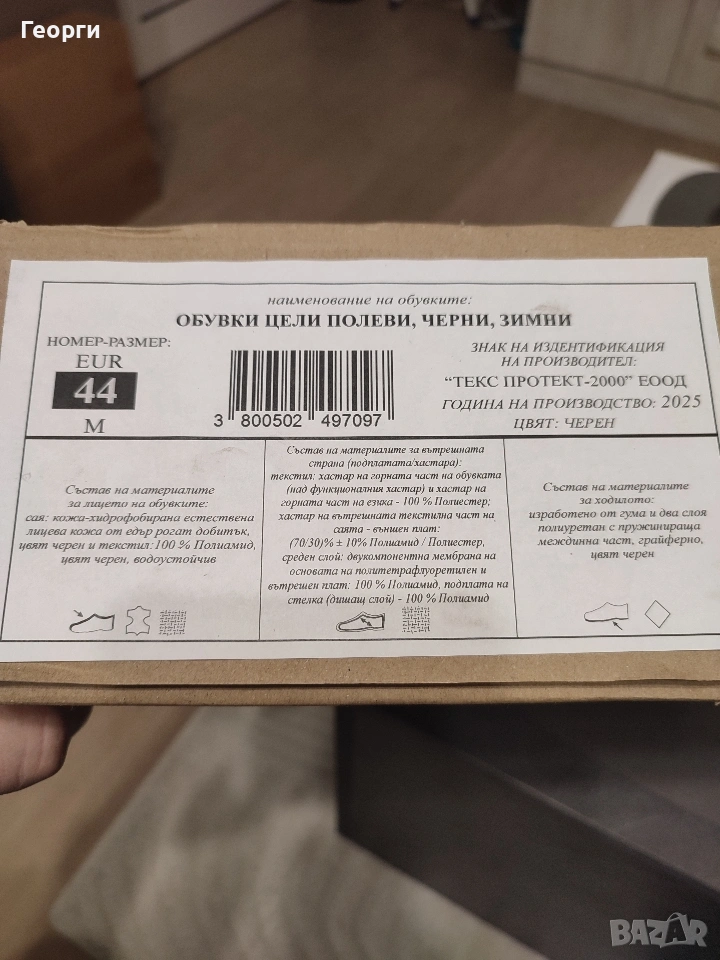 Георги
наименование на обувките:
ОБУВКИ ЦЕЛИ ПОЛЕВИ, ЧЕРНИ, ЗИМНИ
НОМЕР-РАЗМЕР:
EUR
44
M
3 800502 497097
ЗНАК НА ИЗДЕНТИФИКАЦИЯ
НА ПРОИЗВОДИТЕЛ:
“ТЕКС ПРОТЕКТ-2000” ЕООД
ГОДИНА НА ПРОИЗВОДСТВО: 2025
ЦВЯТ: ЧЕРЕН
Състав на материалите
за лицето на обувките:
сая: кожа-хидрофобирана естествена
лицева кожа от едър рогат добитък,
цвят черен и текстил:100 % Полиамид,
цвят черен, водоустойчив
Състав на материалите за вътрешната
страна (подплатата/хастара):
текстил: хастар на горната част на обувката
(над функционалния хастар) и хастар на
горната част на езика - 100 % Полиестер;
хастар на вътрешната текстилна част на
саята - външен плат:
(70/30)% ± 10% Полиамид / Полиестер,
среден слой: двукомпонентна мембрана на
основата на политетрафлуоретилен и
вътрешен плат: 100 % Полиамид, подплата на
стелка (дишащ слой) - 100 % Полиамид
Състав на материалите
за ходилото:
изработено от гума и два слоя
полиуретан с пружинираща
междинна част, грайферно,
цвят черен
BAZAR